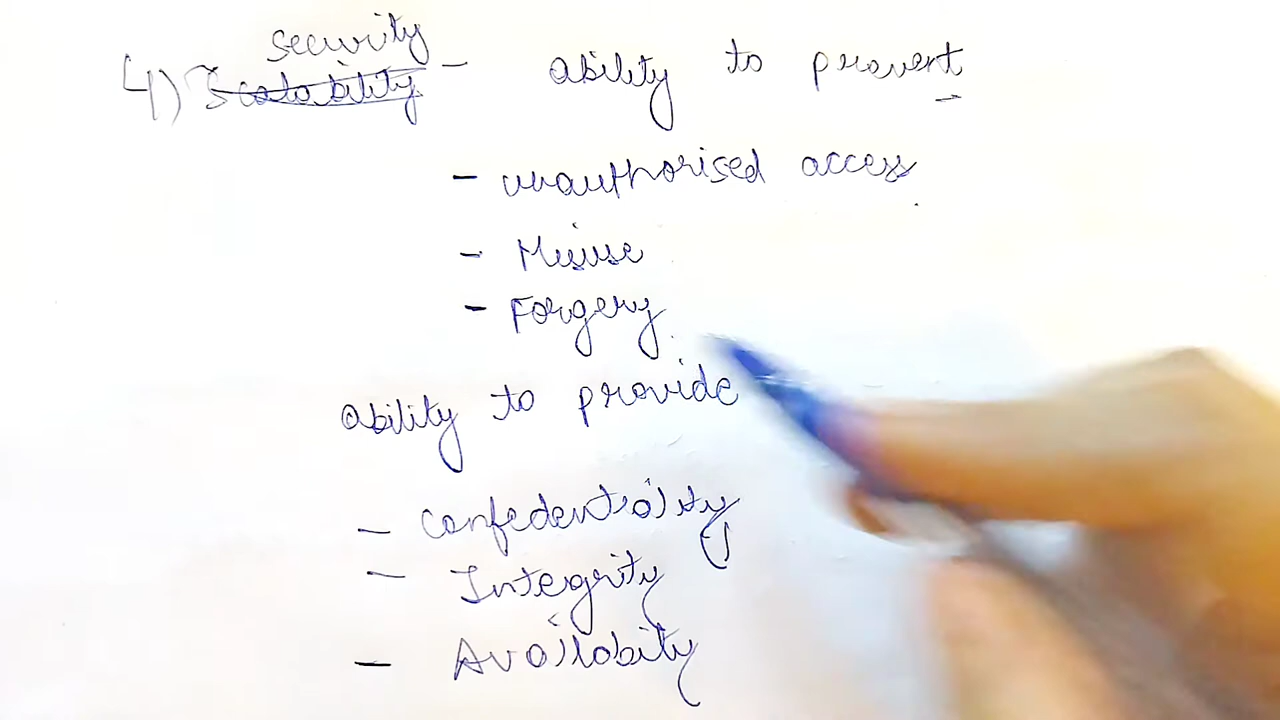 security
4) Scalability - ability to prevent
- unauthorised access
- Misuse
- Forgery
ability to provide
- confedentiality
- Integrity
- Availabity